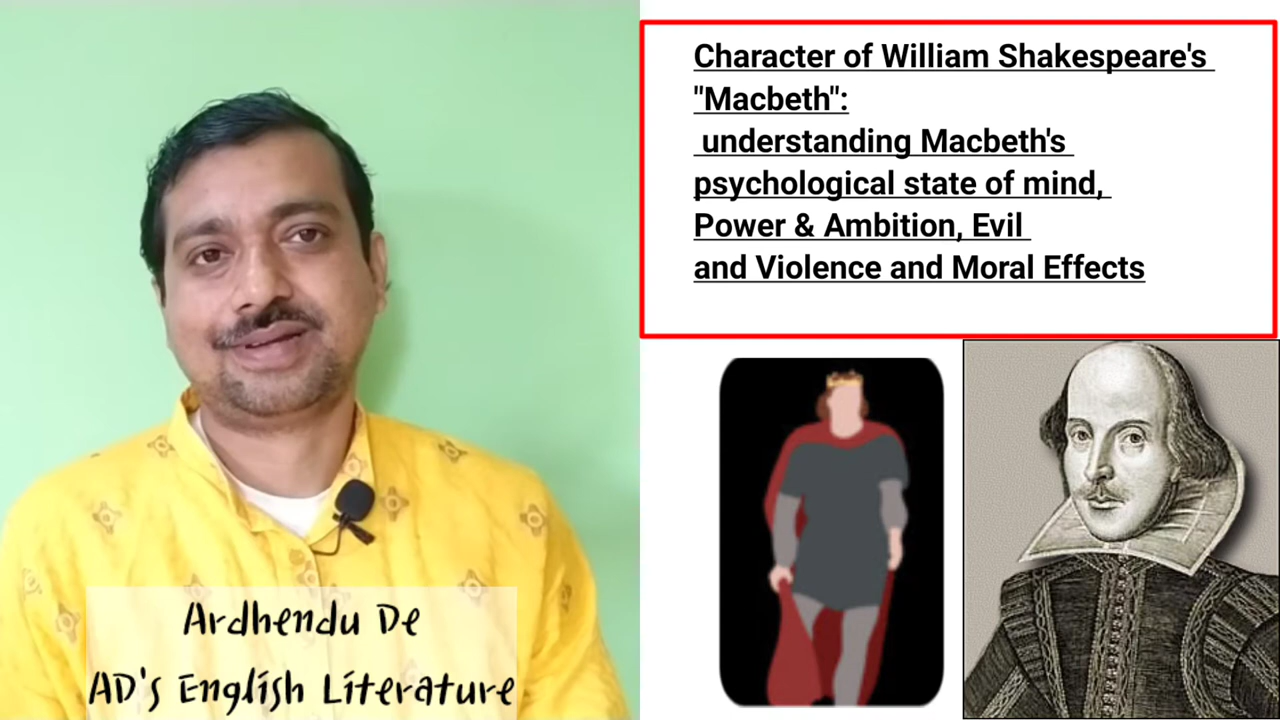 Character of William Shakespeare's
"Macbeth":
understanding Macbeth's
psychological state of mind,
Power & Ambition, Evil
and Violence and Moral Effects
Ardhendu De
AD's English Literature